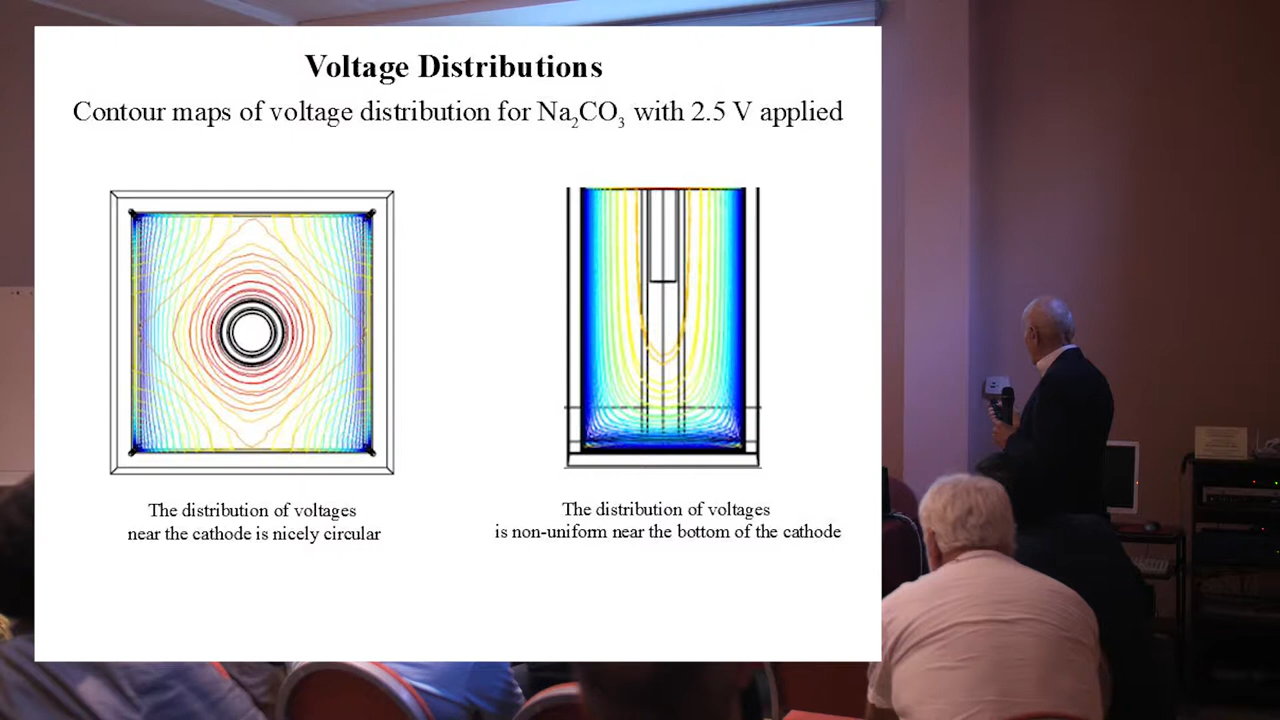 Voltage Distributions
Contour maps of voltage distribution for Na₂CO₃ with 2.5 V applied
The distribution of voltages
near the cathode is nicely circular
The distribution of voltages
is non-uniform near the bottom of the cathode